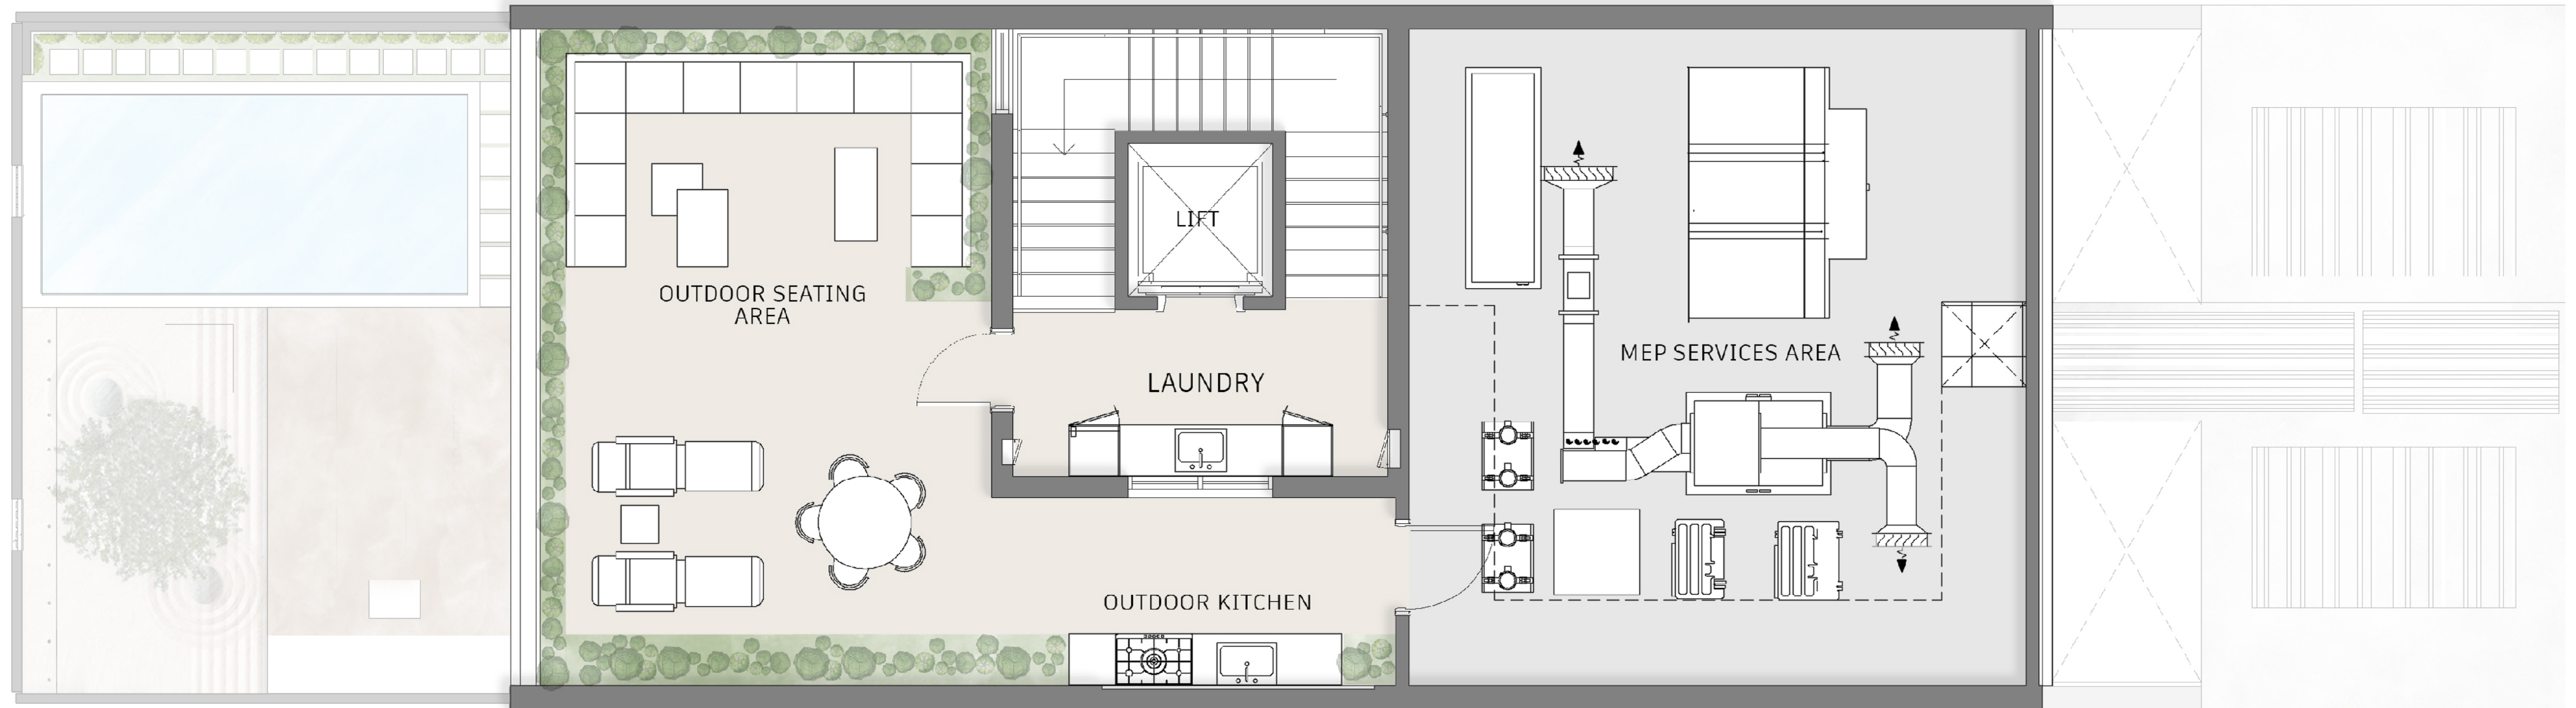 LIFT
OUTDOOR SEATING
AREA
MEP SERVICES AREA
LAUNDRY
OUTDOOR KITCHEN